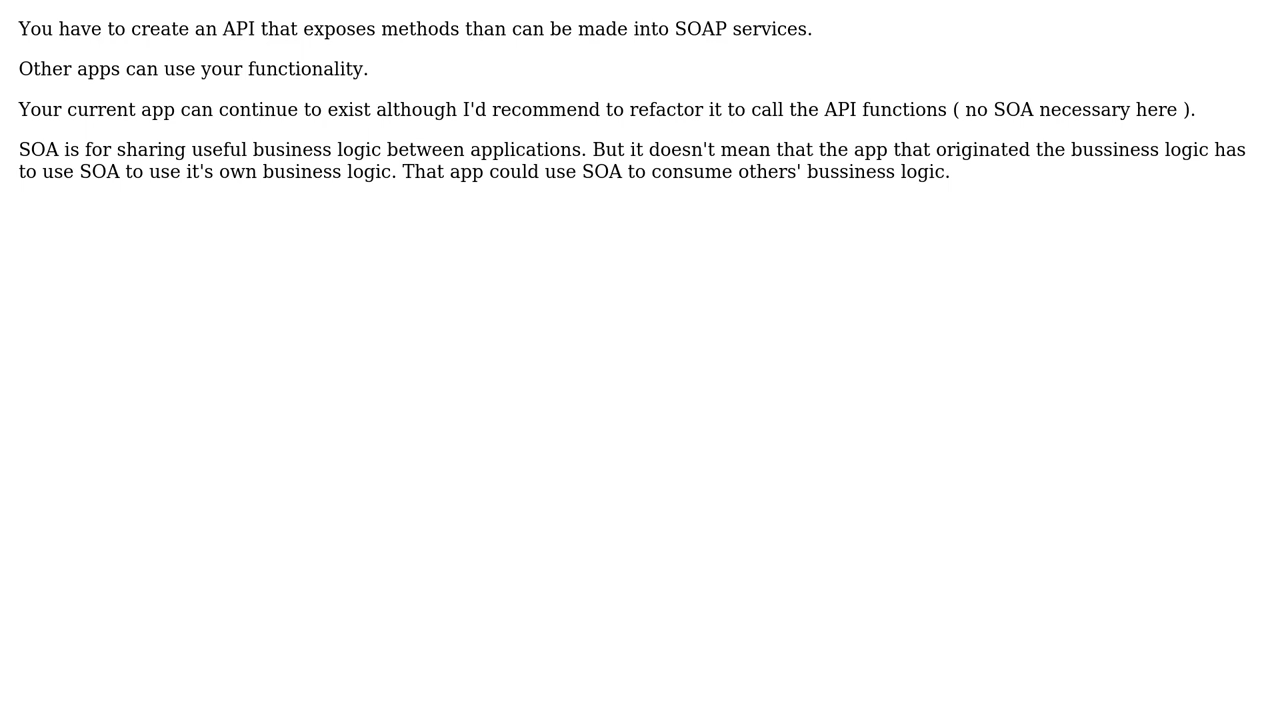 You have to create an API that exposes methods than can be made into SOAP services.
Other apps can use your functionality.
Your current app can continue to exist although I'd recommend to refactor it to call the API functions ( no SOA necessary here ).
SOA is for sharing useful business logic between applications. But it doesn't mean that the app that originated the bussiness logic has
to use SOA to use it's own business logic. That app could use SOA to consume others' bussiness logic.